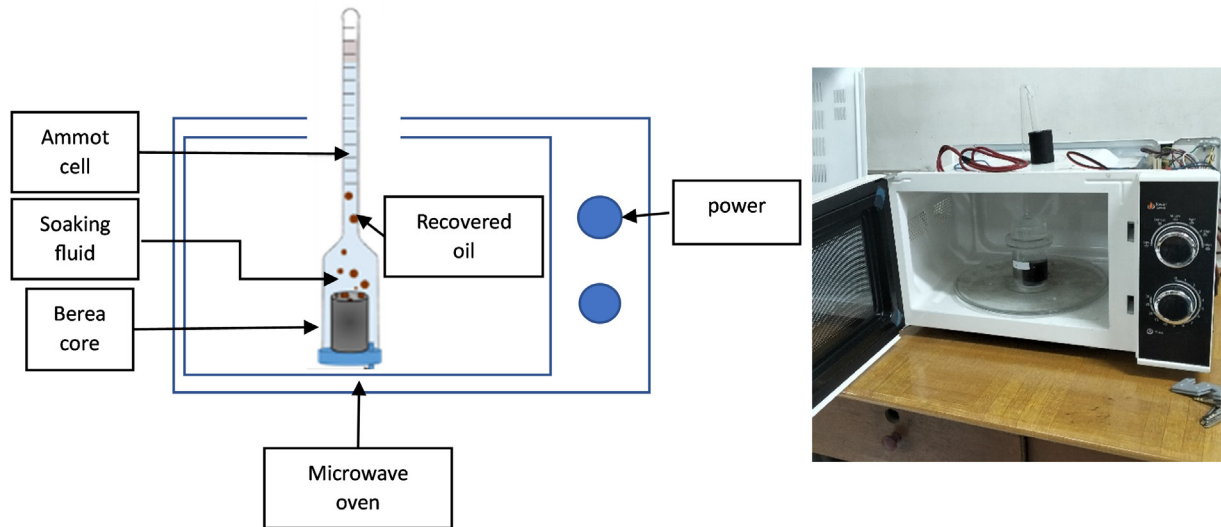 Ammot
cell
Soaking
fluid
Berea
core
Recovered
oil
power
Microwave
oven